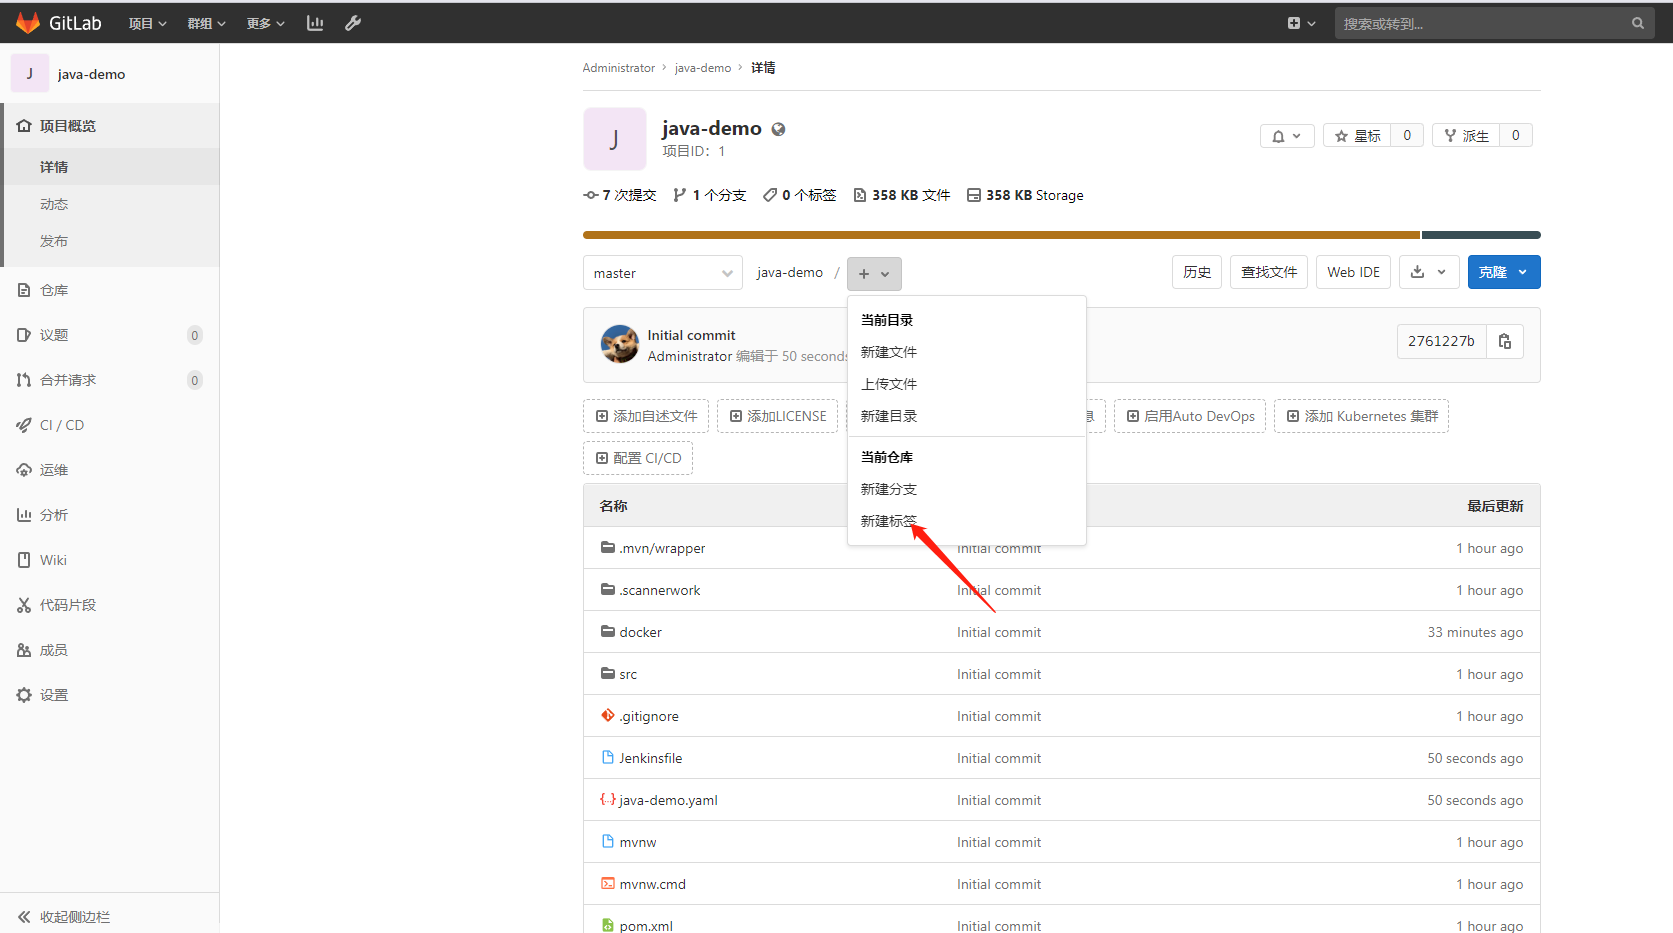 GitLab 项目 群组 更多 搜索或转到...
J java-demo
项目概览
详情
动态
发布
仓库
议题 0
合并请求 0
CI / CD
运维
分析
Wiki
代码片段
成员
设置
收起侧边栏
Administrator › java-demo › 详情
J
java-demo
项目ID： 1
星标 0 派生 0
7 次提交 1 个分支 0 个标签 358 KB 文件 358 KB Storage
master java-demo / + 历史 查找文件 Web IDE 克隆
当前目录
新建文件
上传文件
新建目录
当前仓库
新建分支
新建标签
Initial commit
Administrator 编辑于 50 seconds
2761227b
添加自述文件 添加LICENSE 启用Auto DevOps 添加 Kubernetes 集群
配置 CI/CD
名称 最后更新
.mvn/wrapper Initial commit 1 hour ago
.scannerwork Initial commit 1 hour ago
docker Initial commit 33 minutes ago
src Initial commit 1 hour ago
.gitignore Initial commit 1 hour ago
Jenkinsfile Initial commit 50 seconds ago
java-demo.yaml Initial commit 50 seconds ago
mvnw Initial commit 1 hour ago
mvnw.cmd Initial commit 1 hour ago
pom.xml Initial commit 1 hour ago